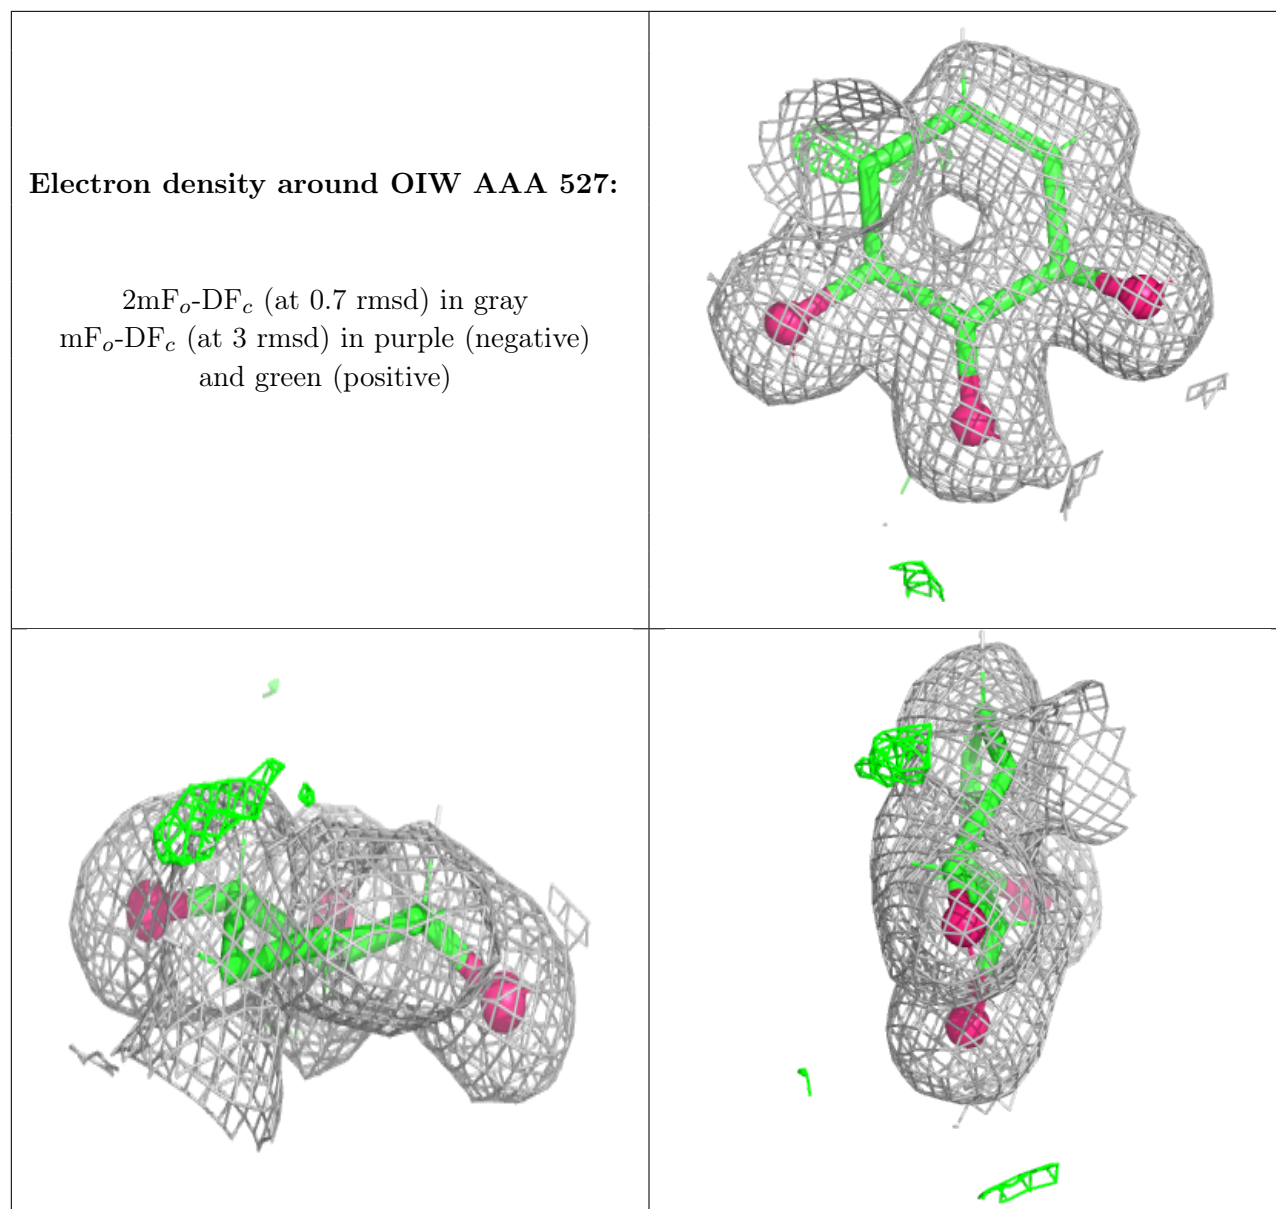 Electron density around OIW AAA 527:
2mFo-DFc (at 0.7 rmsd) in gray
mFo-DFc (at 3 rmsd) in purple (negative)
and green (positive)